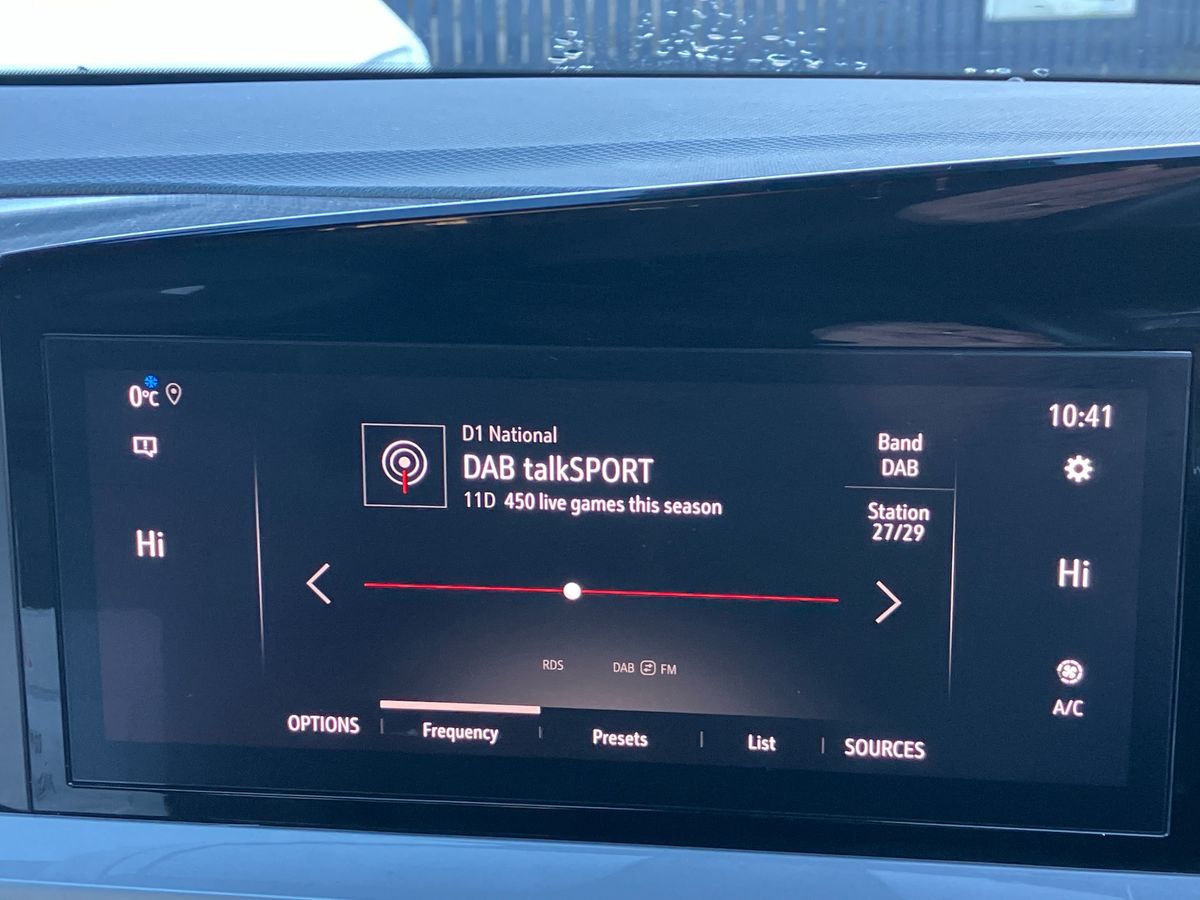 0°C
10:41
D1 National
DAB talkSPORT
11D 450 live games this season
Band
DAB
Station
27/29
Hi
Hi
RDS
DAB FM
A/C
OPTIONS
Frequency
Presets
List
SOURCES